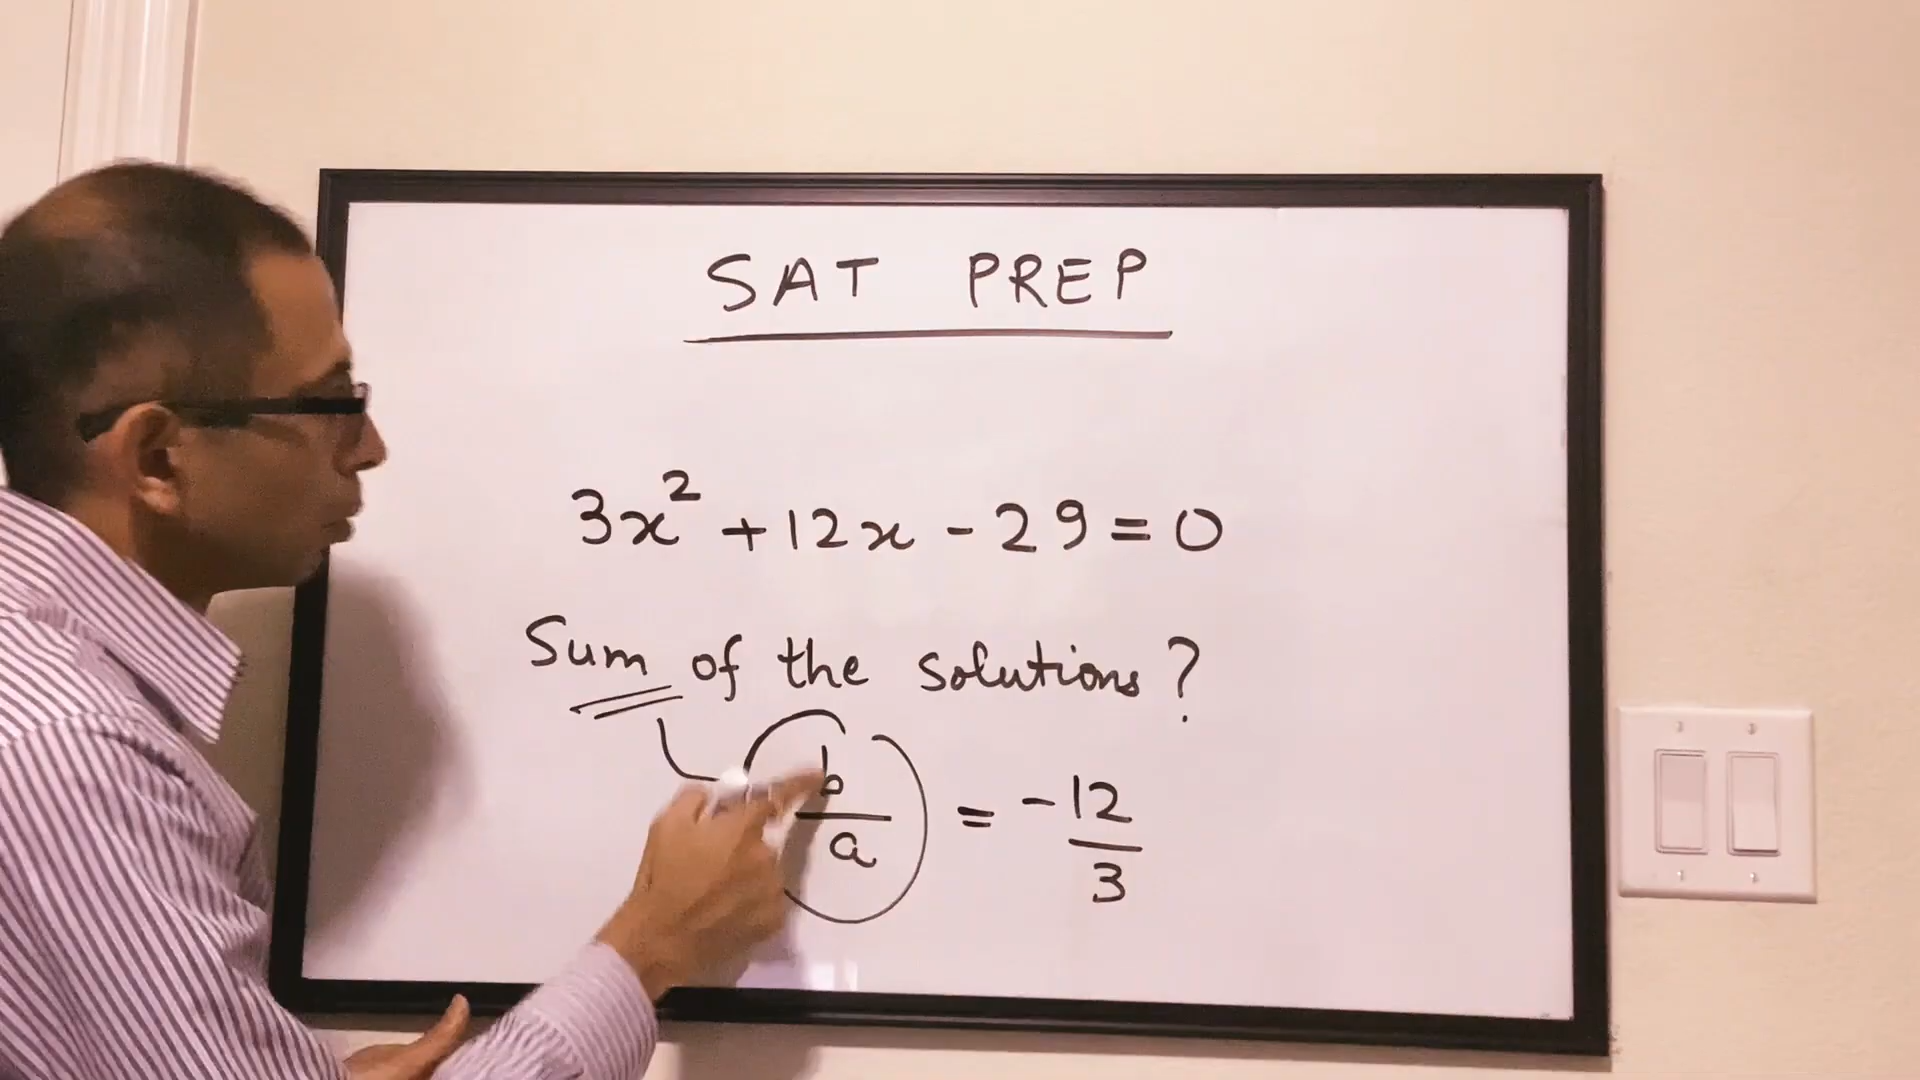 SAT PREP
3x² + 12x - 29 = 0
Sum of the solutions?
b/a = -12/3